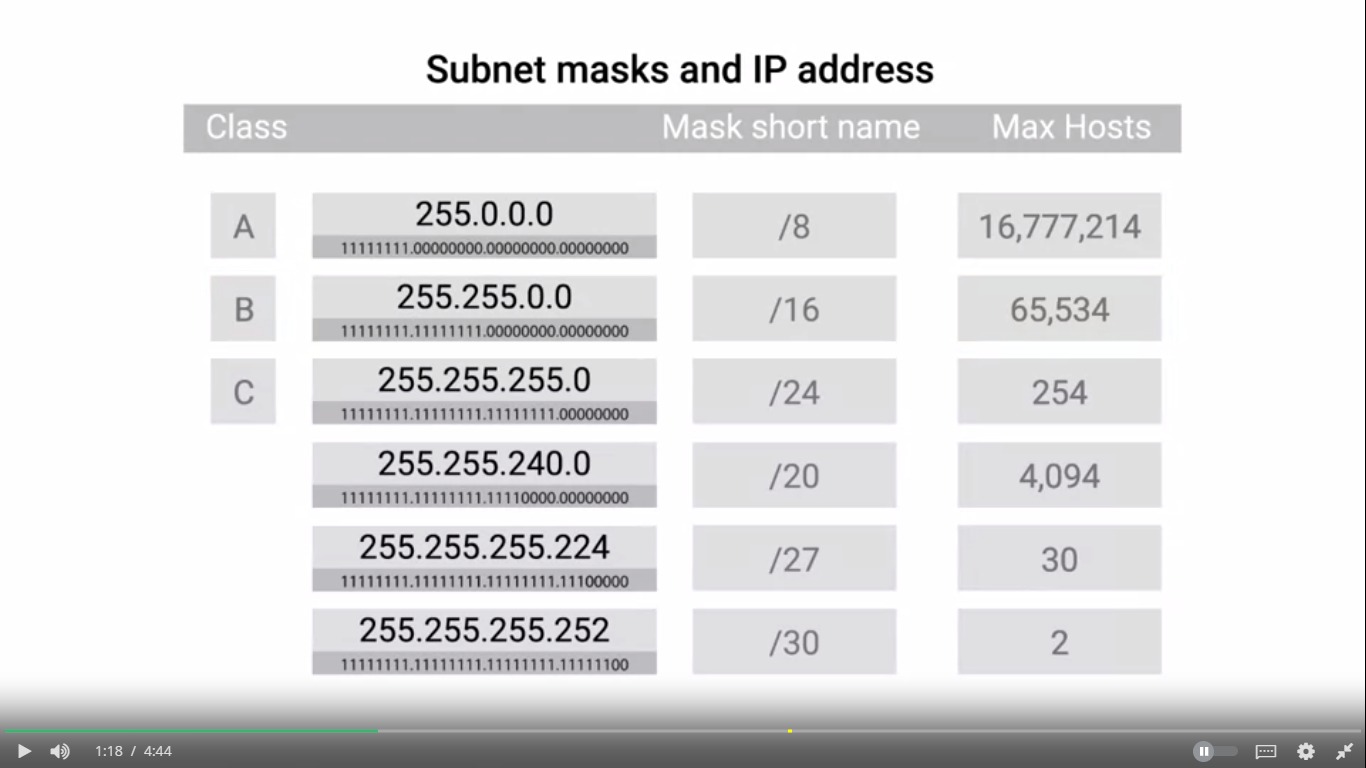 Subnet masks and IP address
Class Mask short name Max Hosts
A 255.0.0.0 /8 16,777,214
11111111.00000000.00000000.00000000
B 255.255.0.0 /16 65,534
11111111.11111111.00000000.00000000
C 255.255.255.0 /24 254
11111111.11111111.11111111.00000000
255.255.240.0 /20 4,094
11111111.11111111.11110000.00000000
255.255.255.224 /27 30
11111111.11111111.11111111.11100000
255.255.255.252 /30 2
11111111.11111111.11111111.11111100
1:18 / 4:44